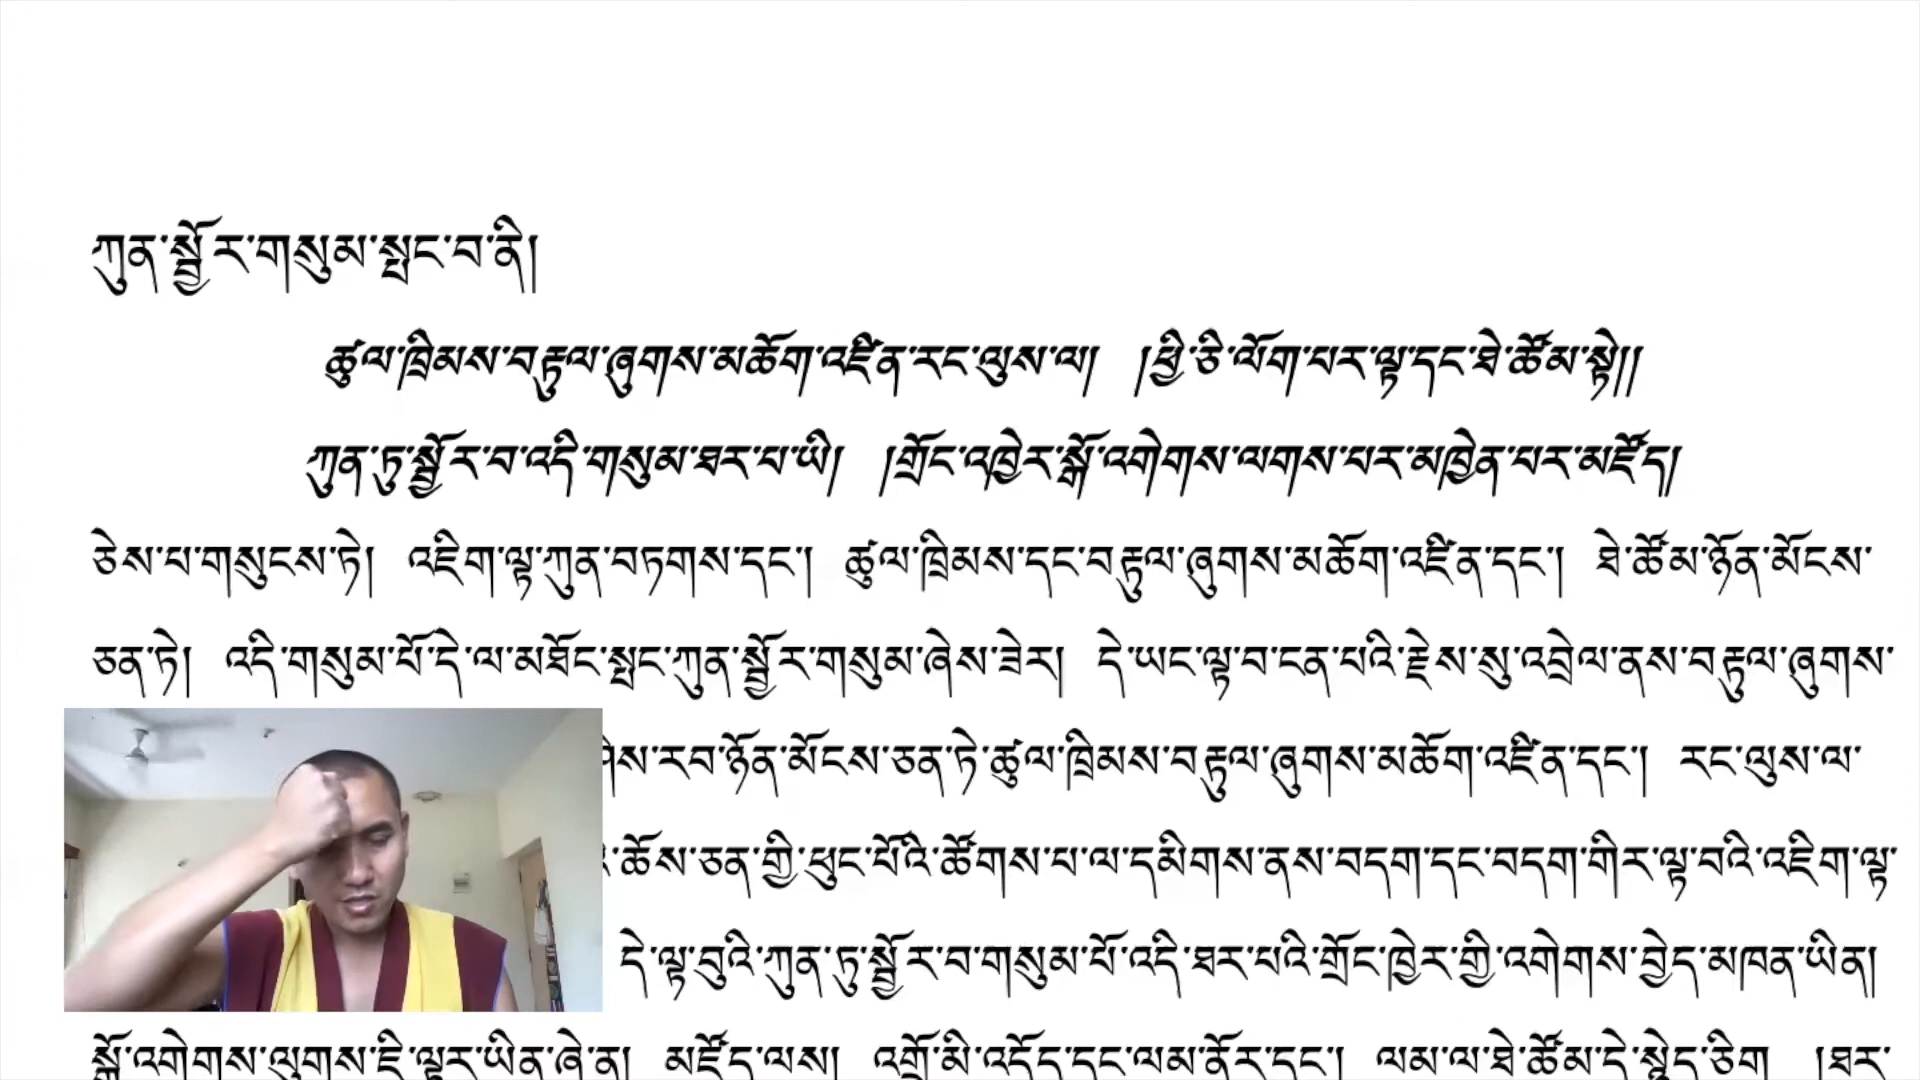 ཀུན་སྦྱོར་གསུམ་སྤང་བ་ནི།
ཚུལ་ཁྲིམས་བརྟུལ་ཞུགས་མཆོག་འཛིན་རང་ལུས་ལ། །ཕྱི་ཅི་ལོག་པར་ལྟ་དང་ཐེ་ཚོམ་སྟེ།།
ཀུན་ཏུ་སྦྱོར་བ་འདི་གསུམ་ཐར་པ་ཡི། །གྲོང་འཁྱེར་སྒོ་འགེགས་ལགས་པར་མཁྱེན་པར་མཛོད།
ཅེས་པ་གསུངས་ཏེ། འཇིག་ལྟ་ཀུན་བཏགས་དང་། ཚུལ་ཁྲིམས་དང་བརྟུལ་ཞུགས་མཆོག་འཛིན་དང་། ཐེ་ཚོམ་ཉོན་མོངས་
ཅན་ཏེ། འདི་གསུམ་པོ་དེ་ལ་མཐོང་སྤང་ཀུན་སྦྱོར་གསུམ་ཞེས་ཟེར། དེ་ཡང་ལྟ་བ་ངན་པའི་རྗེས་སུ་འབྲེལ་ནས་བརྟུལ་ཞུགས་
རབ་ཉོན་མོངས་ཅན་ཏེ་ཚུལ་ཁྲིམས་བརྟུལ་ཞུགས་མཆོག་འཛིན་དང་། རང་ལུས་ལ་
ཆོས་ཅན་གྱི་ཕུང་པོའི་ཚོགས་པ་ལ་དམིགས་ནས་བདག་དང་བདག་གིར་ལྟ་བའི་འཇིག་ལྟ་
དེ་ལྟ་བུའི་ཀུན་ཏུ་སྦྱོར་བ་གསུམ་པོ་འདི་ཐར་པའི་གྲོང་ཁྱེར་གྱི་འགེགས་བྱེད་མཁན་ཡིན།
སྒོ་འགེགས་ལུགས་ཇི་ལྟར་ཡིན་ཞེ་ན། མཛོད་ལས། འགྲོ་མི་འདོད་དང་ལམ་ནོར་དང་། ལམ་ལ་ཐེ་ཚོམ་དེ་སྙེད་ཅིག །ཐར་